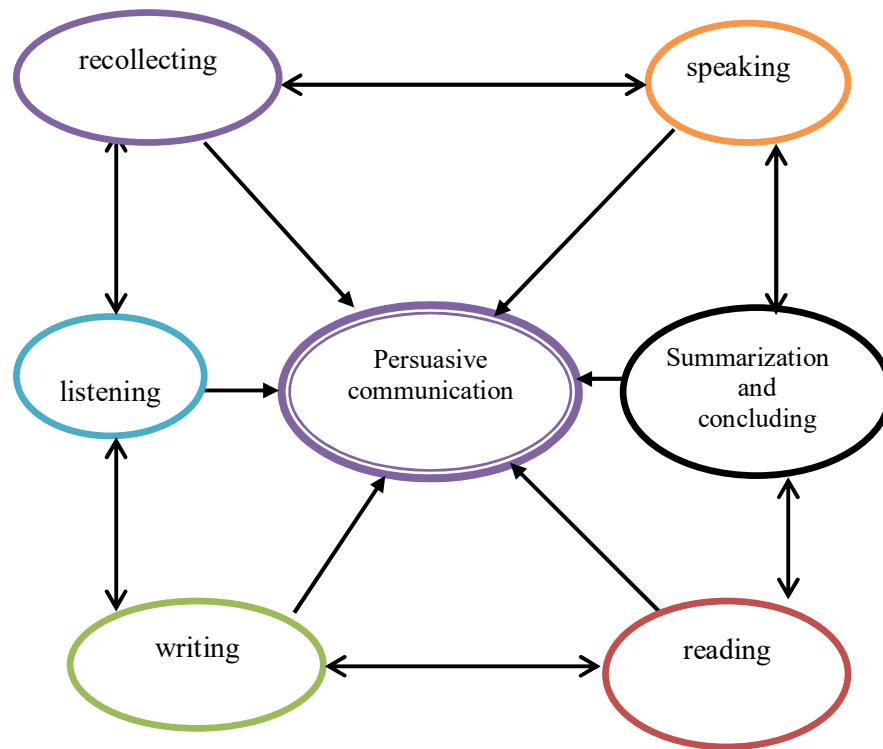 recollecting
speaking
Persuasive
communication
Summarization
and
concluding
listening
writing
reading